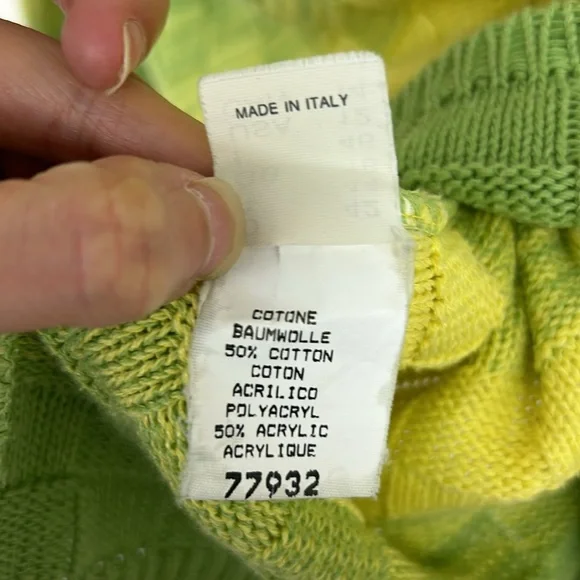 MADE IN ITALY
COTONE
BAUMWOLLE
50% COTTON
COTON
ACRILICO
POLYACRYL
50% ACRYLIC
ACRYLIQUE
77932